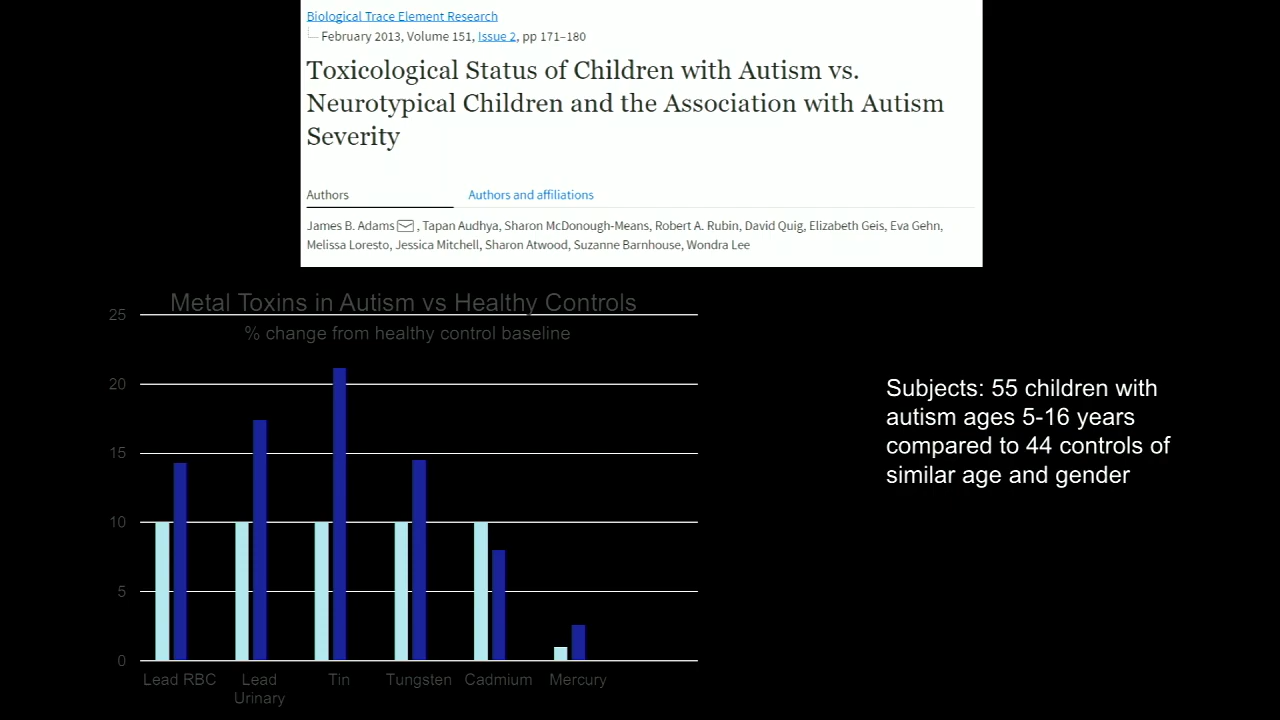 Biological Trace Element Research
February 2013, Volume 151, Issue 2, pp 171–180
Toxicological Status of Children with Autism vs.
Neurotypical Children and the Association with Autism
Severity
Authors
Authors and affiliations
James B. Adams , Tapan Audhya, Sharon McDonough-Means, Robert A. Rubin, David Quig, Elizabeth Geis, Eva Gehn,
Melissa Loresto, Jessica Mitchell, Sharon Atwood, Suzanne Barnhouse, Wondra Lee
Metal Toxins in Autism vs Healthy Controls
% change from healthy control baseline
25
20
15
10
5
0
Lead RBC
Lead
Urinary
Tin
Tungsten
Cadmium
Mercury
Subjects: 55 children with
autism ages 5-16 years
compared to 44 controls of
similar age and gender